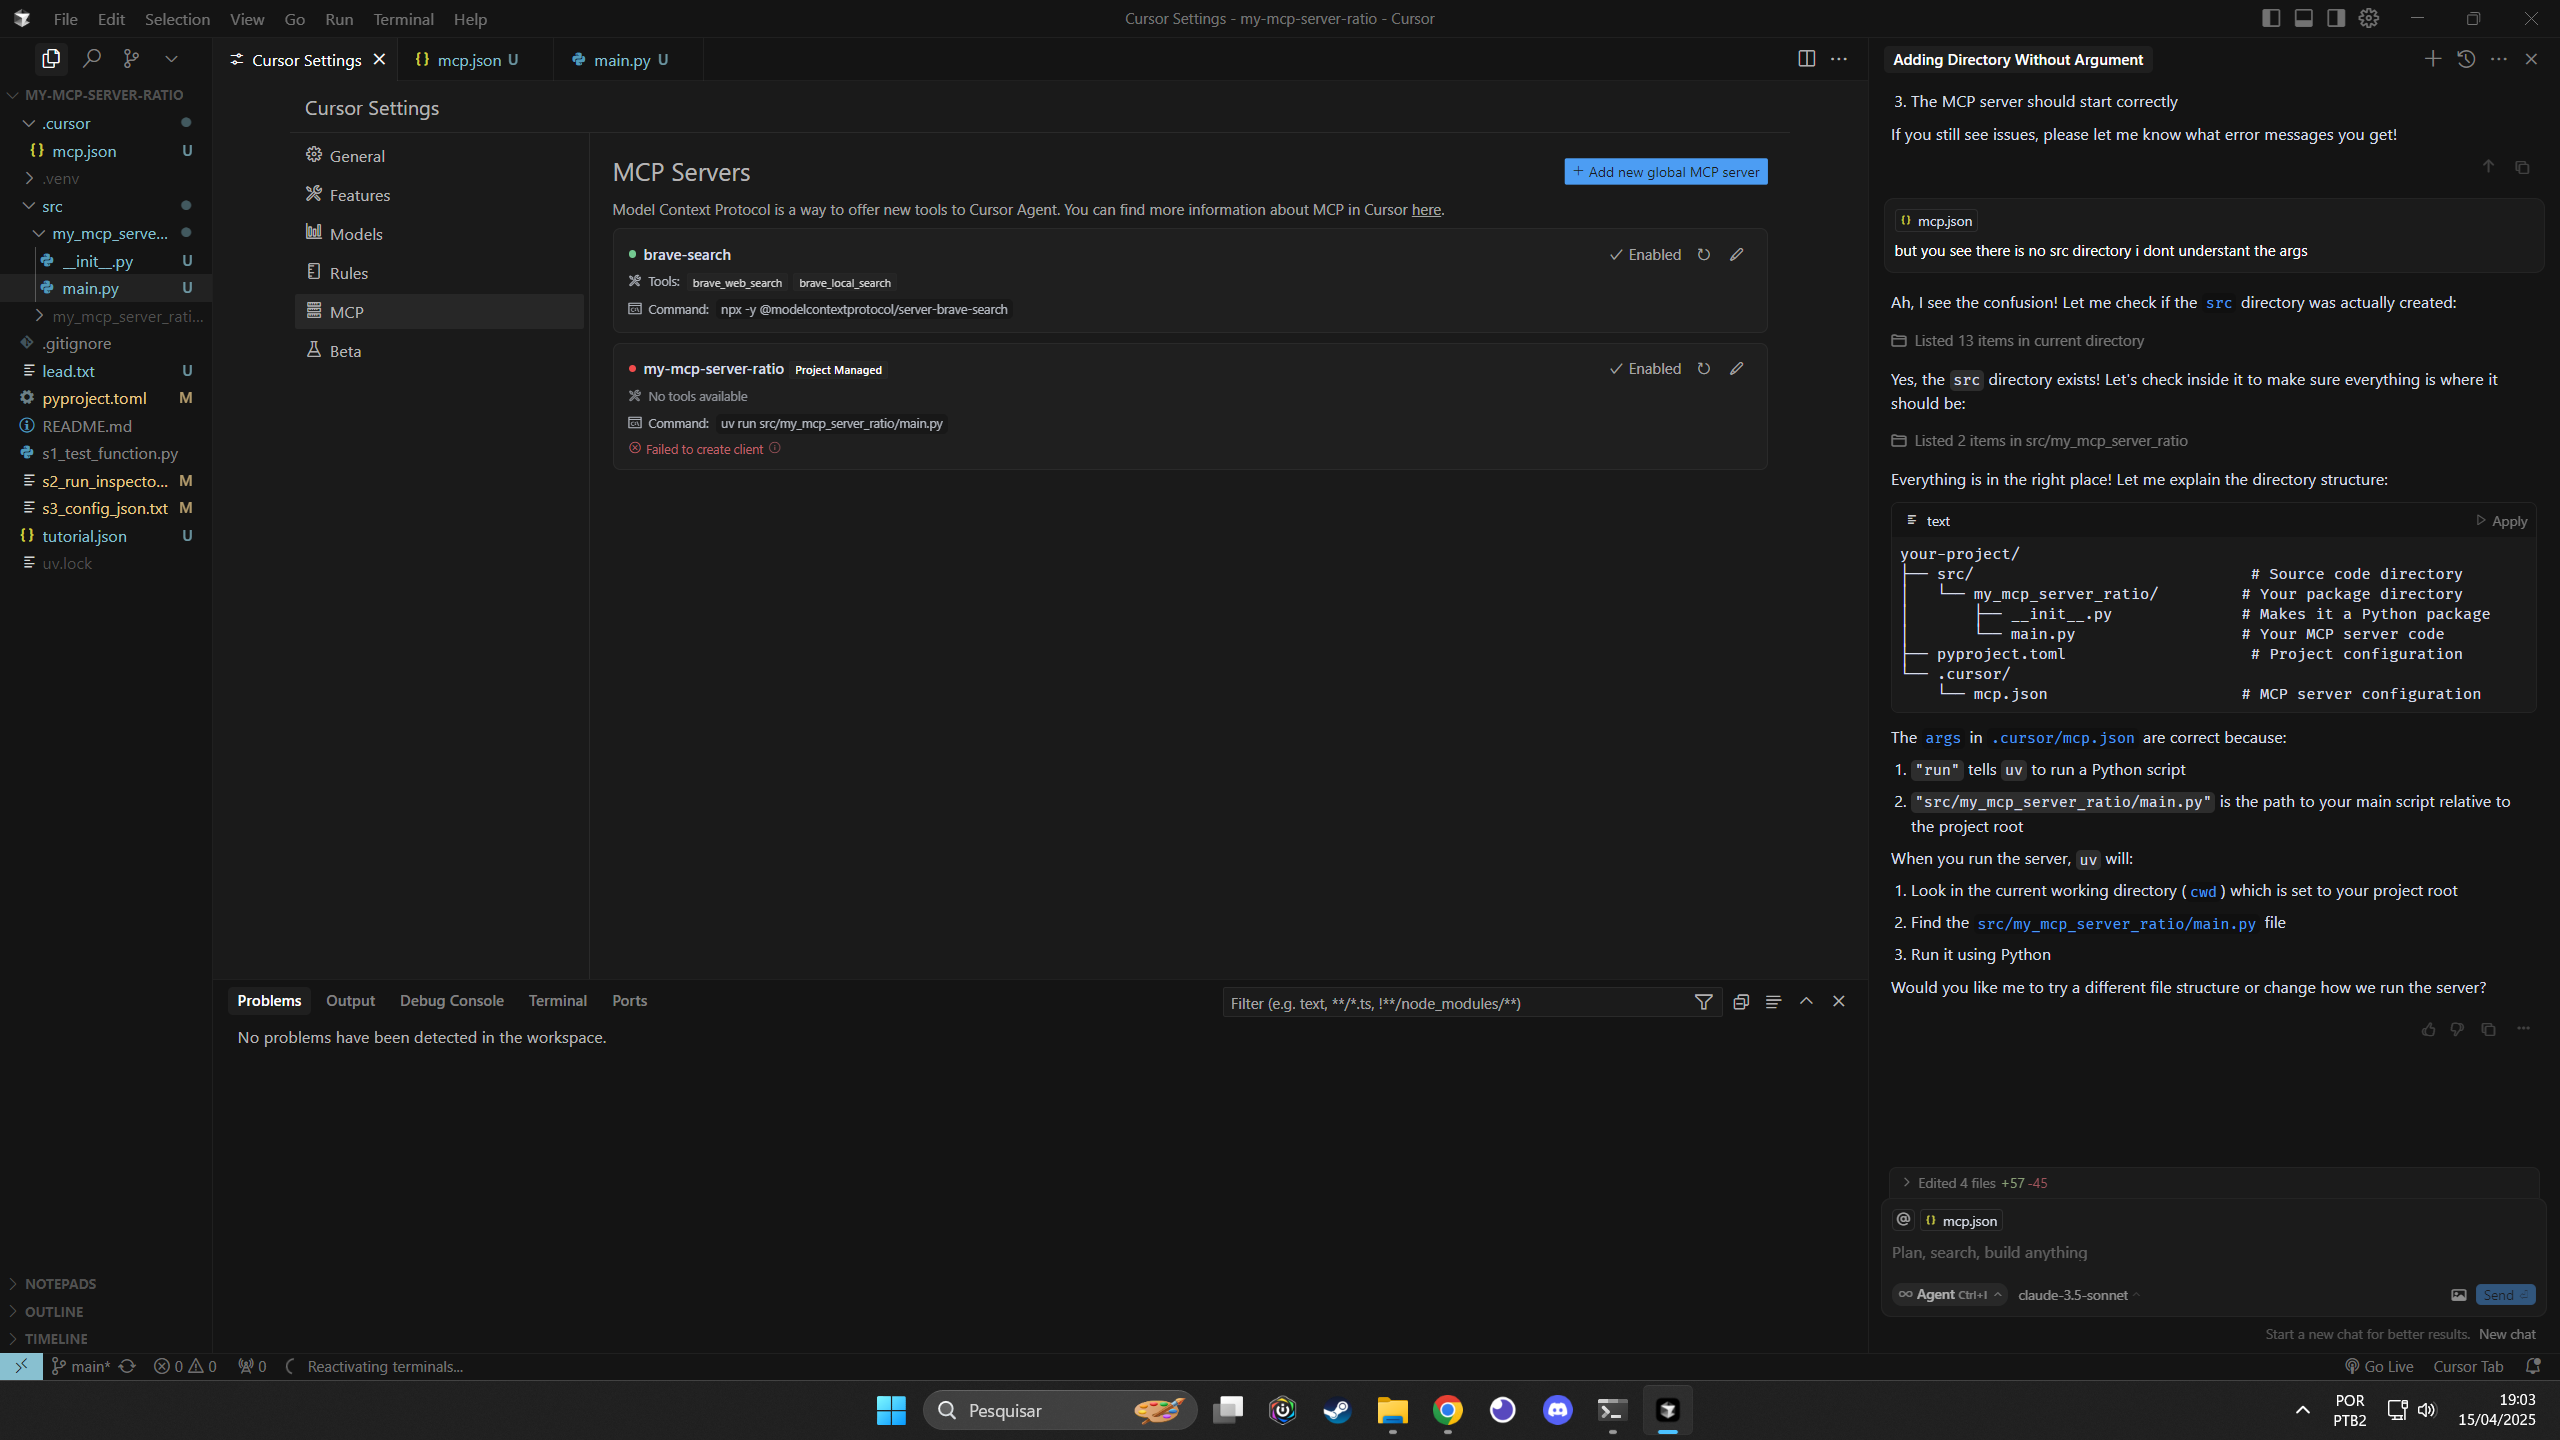 File Edit Selection View Go Run Terminal Help
Cursor Settings - my-mcp-server-ratio - Cursor
MY-MCP-SERVER-RATIO
.cursor
mcp.json U
.venv
src
my_mcp_serve...
__init__.py U
main.py U
my_mcp_server_rati...
.gitignore
lead.txt U
pyproject.toml M
README.md
s1_test_function.py
s2_run_inspecto... M
s3_config_json.txt M
tutorial.json U
uv.lock
NOTEPADS
OUTLINE
TIMELINE
Cursor Settings
mcp.json U
main.py U
Cursor Settings
General
Features
Models
Rules
MCP
Beta
MCP Servers
+ Add new global MCP server
Model Context Protocol is a way to offer new tools to Cursor Agent. You can find more information about MCP in Cursor here.
brave-search
Enabled
Tools: brave_web_search brave_local_search
Command: npx -y @modelcontextprotocol/server-brave-search
my-mcp-server-ratio Project Managed
Enabled
No tools available
Command: uv run src/my_mcp_server_ratio/main.py
Failed to create client
Problems Output Debug Console Terminal Ports
Filter (e.g. text, **/*.ts, !**/node_modules/**)
No problems have been detected in the workspace.
Adding Directory Without Argument
3. The MCP server should start correctly
If you still see issues, please let me know what error messages you get!
mcp.json
but you see there is no src directory i dont understant the args
Ah, I see the confusion! Let me check if the src directory was actually created:
Listed 13 items in current directory
Yes, the src directory exists! Let's check inside it to make sure everything is where it
should be:
Listed 2 items in src/my_mcp_server_ratio
Everything is in the right place! Let me explain the directory structure:
text
Apply
your-project/
├── src/ # Source code directory
│ └── my_mcp_server_ratio/ # Your package directory
│ ├── __init__.py # Makes it a Python package
│ └── main.py # Your MCP server code
├── pyproject.toml # Project configuration
└── .cursor/
└── mcp.json # MCP server configuration
The args in .cursor/mcp.json are correct because:
1. "run" tells uv to run a Python script
2. "src/my_mcp_server_ratio/main.py" is the path to your main script relative to
the project root
When you run the server, uv will:
1. Look in the current working directory ( cwd ) which is set to your project root
2. Find the src/my_mcp_server_ratio/main.py file
3. Run it using Python
Would you like me to try a different file structure or change how we run the server?
Edited 4 files +57 -45
@ mcp.json
Plan, search, build anything
Agent Ctrl+I claude-3.5-sonnet
Send
Start a new chat for better results. New chat
main* 0 0 0 Reactivating terminals...
Go Live Cursor Tab
Pesquisar
POR
PTB2
19:03
15/04/2025